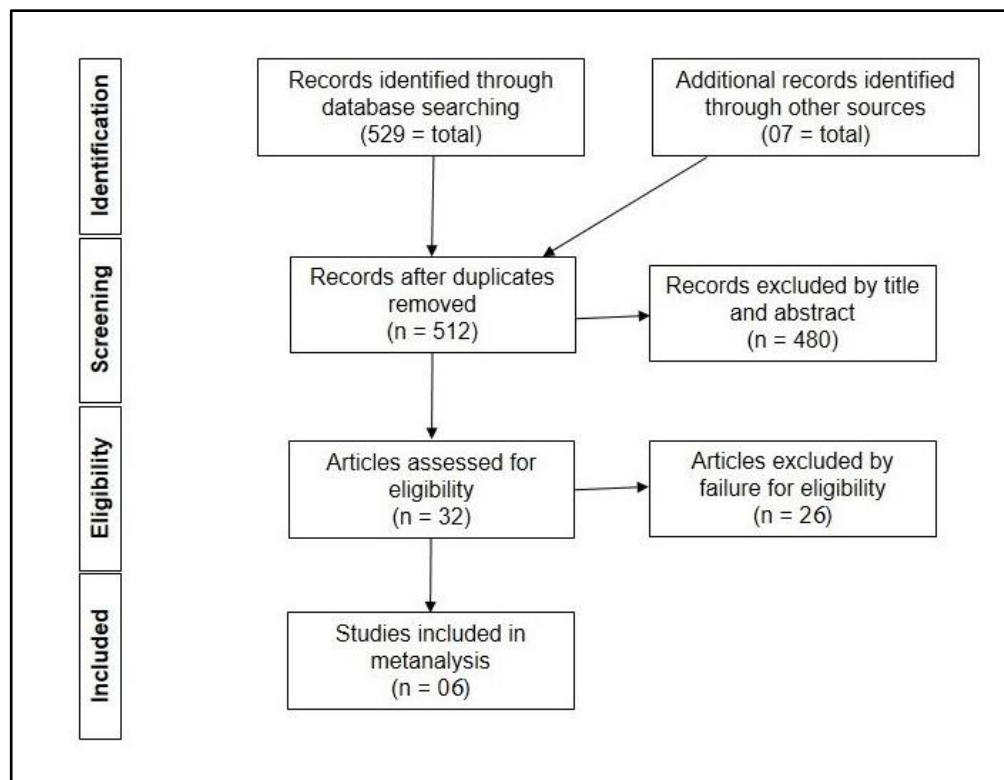 Identification
Records identified through
database searching
(529 = total)
Additional records identified
through other sources
(07 = total)
Screening
Records after duplicates
removed
(n = 512)
Records excluded by title
and abstract
(n = 480)
Eligibility
Articles assessed for
eligibility
(n = 32)
Articles excluded by
failure for eligibility
(n = 26)
Included
Studies included in
metanalysis
(n = 06)